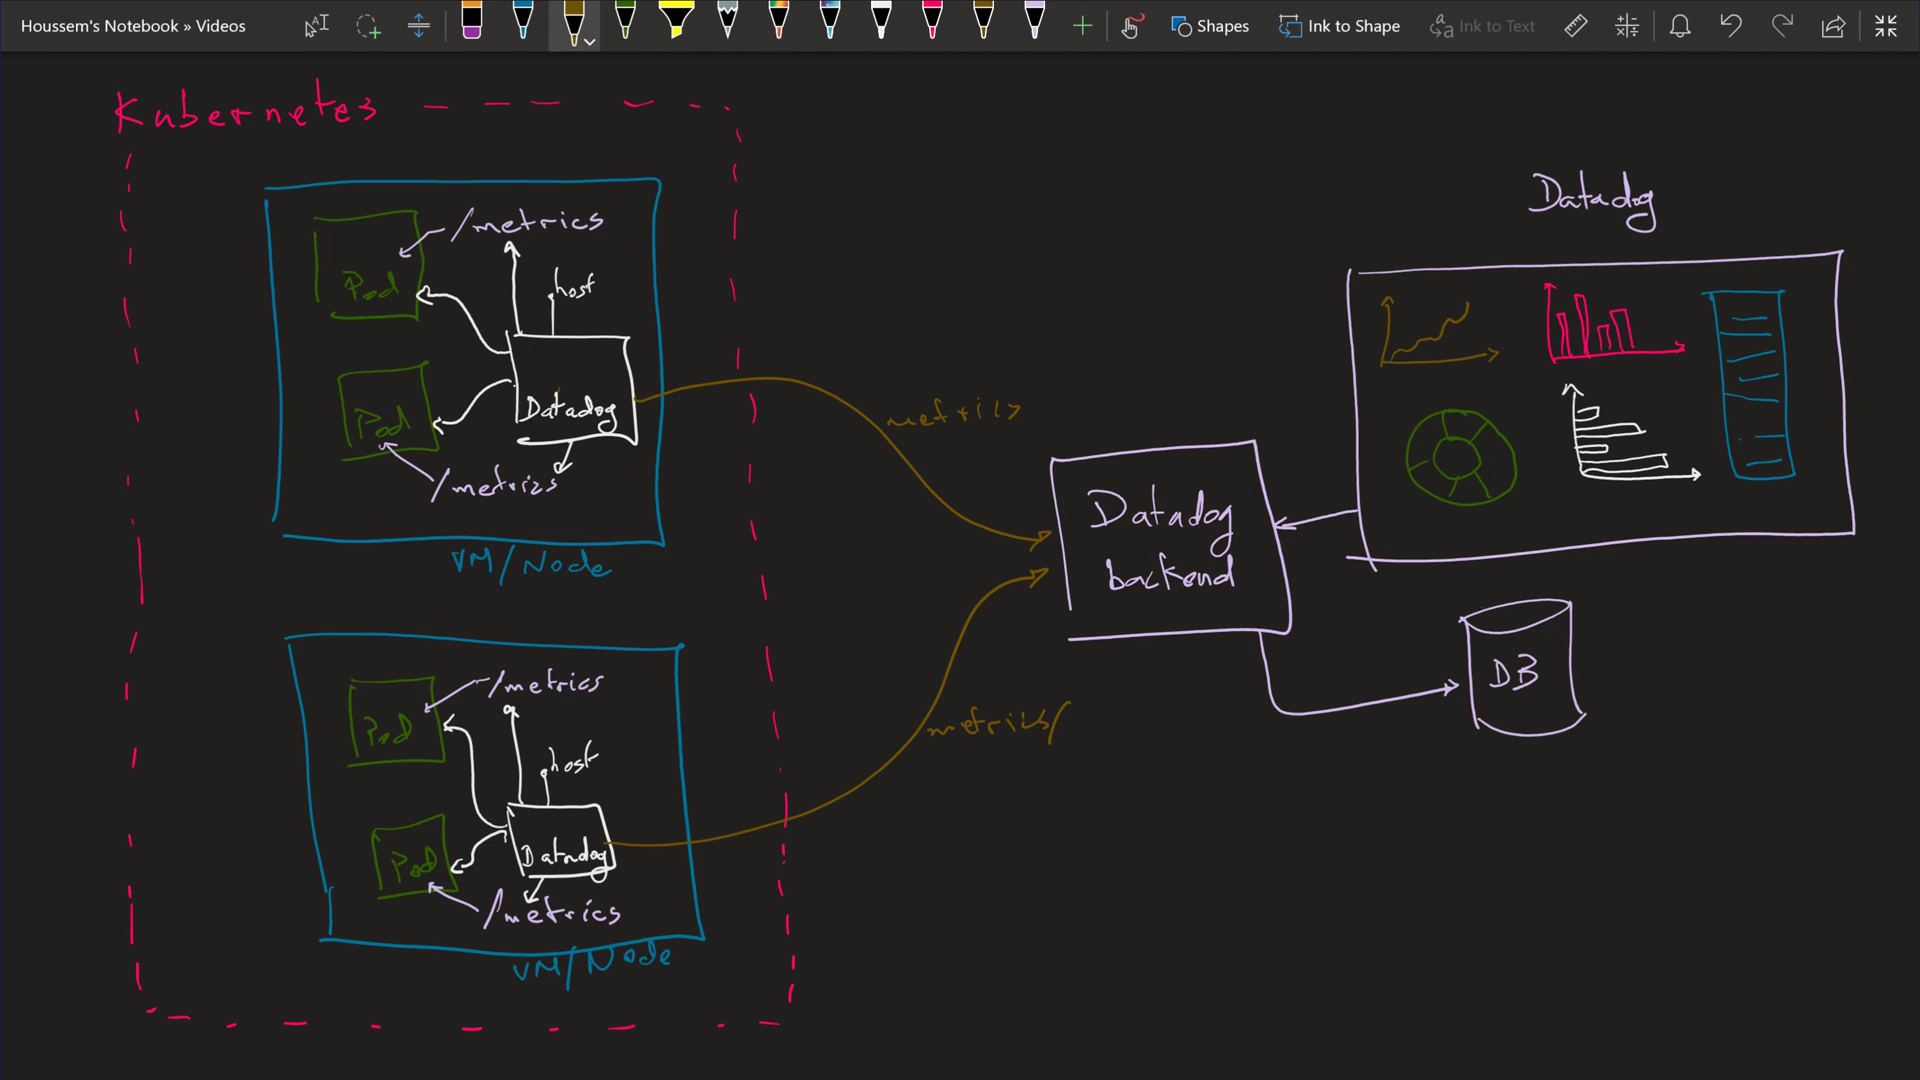 Houssem's Notebook » Videos
Shapes
Ink to Shape
Ink to Text
Kubernetes
/metrics
Pod
host
Datadog
Pod
/metrics
VM/Node
/metrics
Pod
host
Datadog
Pod
/metrics
VM/Node
metrics
metrics/
Datadog
backend
Datadog
DB